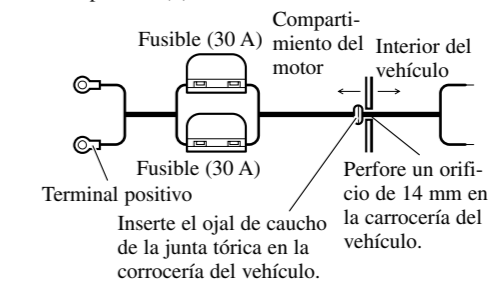 Comparti-
miento del
motor
Fusible (30 A)
Interior del
vehículo
Fusible (30 A)
Terminal positivo
Inserte el ojal de caucho
de la junta tórica en la
corrocería del vehículo.
Perfore un orifi-
cio de 14 mm en
la carrocería del
vehículo.